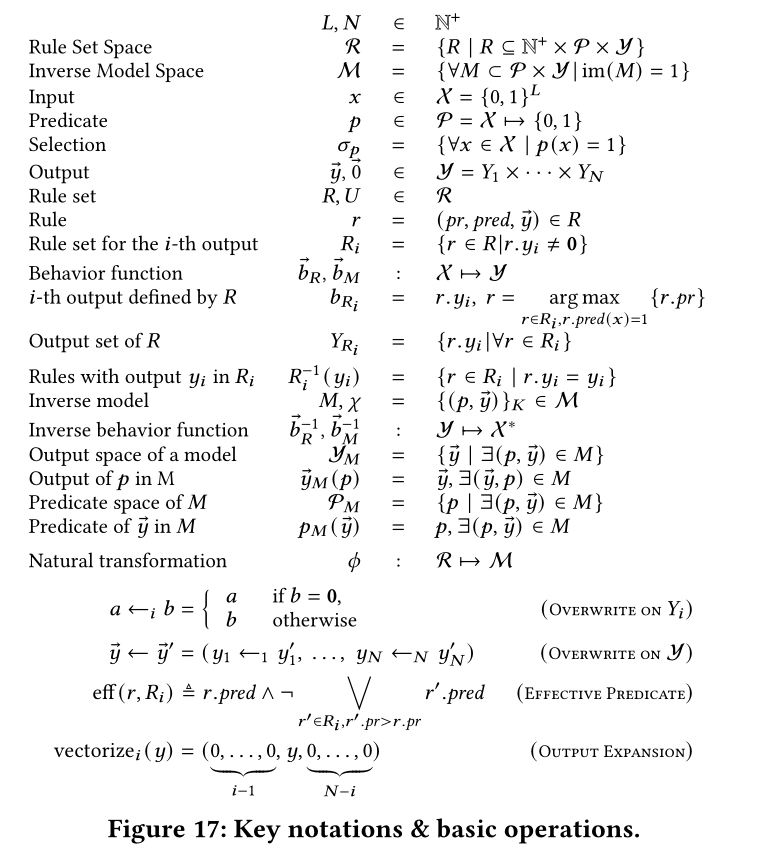 L, N ∈ ℕ⁺
Rule Set Space ℛ = {R | R ⊆ ℕ⁺ × 𝒫 × 𝒴}
Inverse Model Space ℳ = {∀M ⊂ 𝒫 × 𝒴 | im(M) = 1}
Input x ∈ 𝒳 = {0, 1}^L
Predicate p ∈ 𝒫 = 𝒳 ↦ {0, 1}
Selection σ_p = {∀x ∈ 𝒳 | p(x) = 1}
Output y⃗, 0⃗ ∈ 𝒴 = Y_1 × ⋯ × Y_N
Rule set R, U ∈ ℛ
Rule r = (pr, pred, y⃗) ∈ R
Rule set for the i-th output R_i = {r ∈ R|r.y_i ≠ 0}
Behavior function b⃗_R, b⃗_M : 𝒳 ↦ 𝒴
i-th output defined by R b_{R_i} = r.y_i, r = arg max {r.pr}
r∈R_i,r.pred(x)=1
Output set of R Y_{R_i} = {r.y_i|∀r ∈ R_i}
Rules with output y_i in R_i R_i^{-1}(y_i) = {r ∈ R_i | r.y_i = y_i}
Inverse model M, χ = {(p, y⃗)}_K ∈ ℳ
Inverse behavior function b⃗_R^{-1}, b⃗_M^{-1} : 𝒴 ↦ 𝒳*
Output space of a model 𝒴_M = {y⃗ | ∃(p, y⃗) ∈ M}
Output of p in M y⃗_M(p) = y⃗, ∃(y⃗, p) ∈ M
Predicate space of M 𝒫_M = {p | ∃(p, y⃗) ∈ M}
Predicate of y⃗ in M p_M(y⃗) = p, ∃(p, y⃗) ∈ M
Natural transformation ϕ : ℛ ↦ ℳ
a ←_i b = { a if b = 0,
b otherwise
(Overwrite on Y_i)
y⃗ ← y⃗′ = (y_1 ←_1 y′_1, …, y_N ←_N y′_N) (Overwrite on 𝒴)
eff(r, R_i) ≜ r.pred ∧ ¬ ⋁ r′.pred (Effective Predicate)
r′∈R_i,r′.pr>r.pr
vectorize_i(y) = (0, …, 0, y, 0, …, 0) (Output Expansion)
i−1 N−i
Figure 17: Key notations & basic operations.